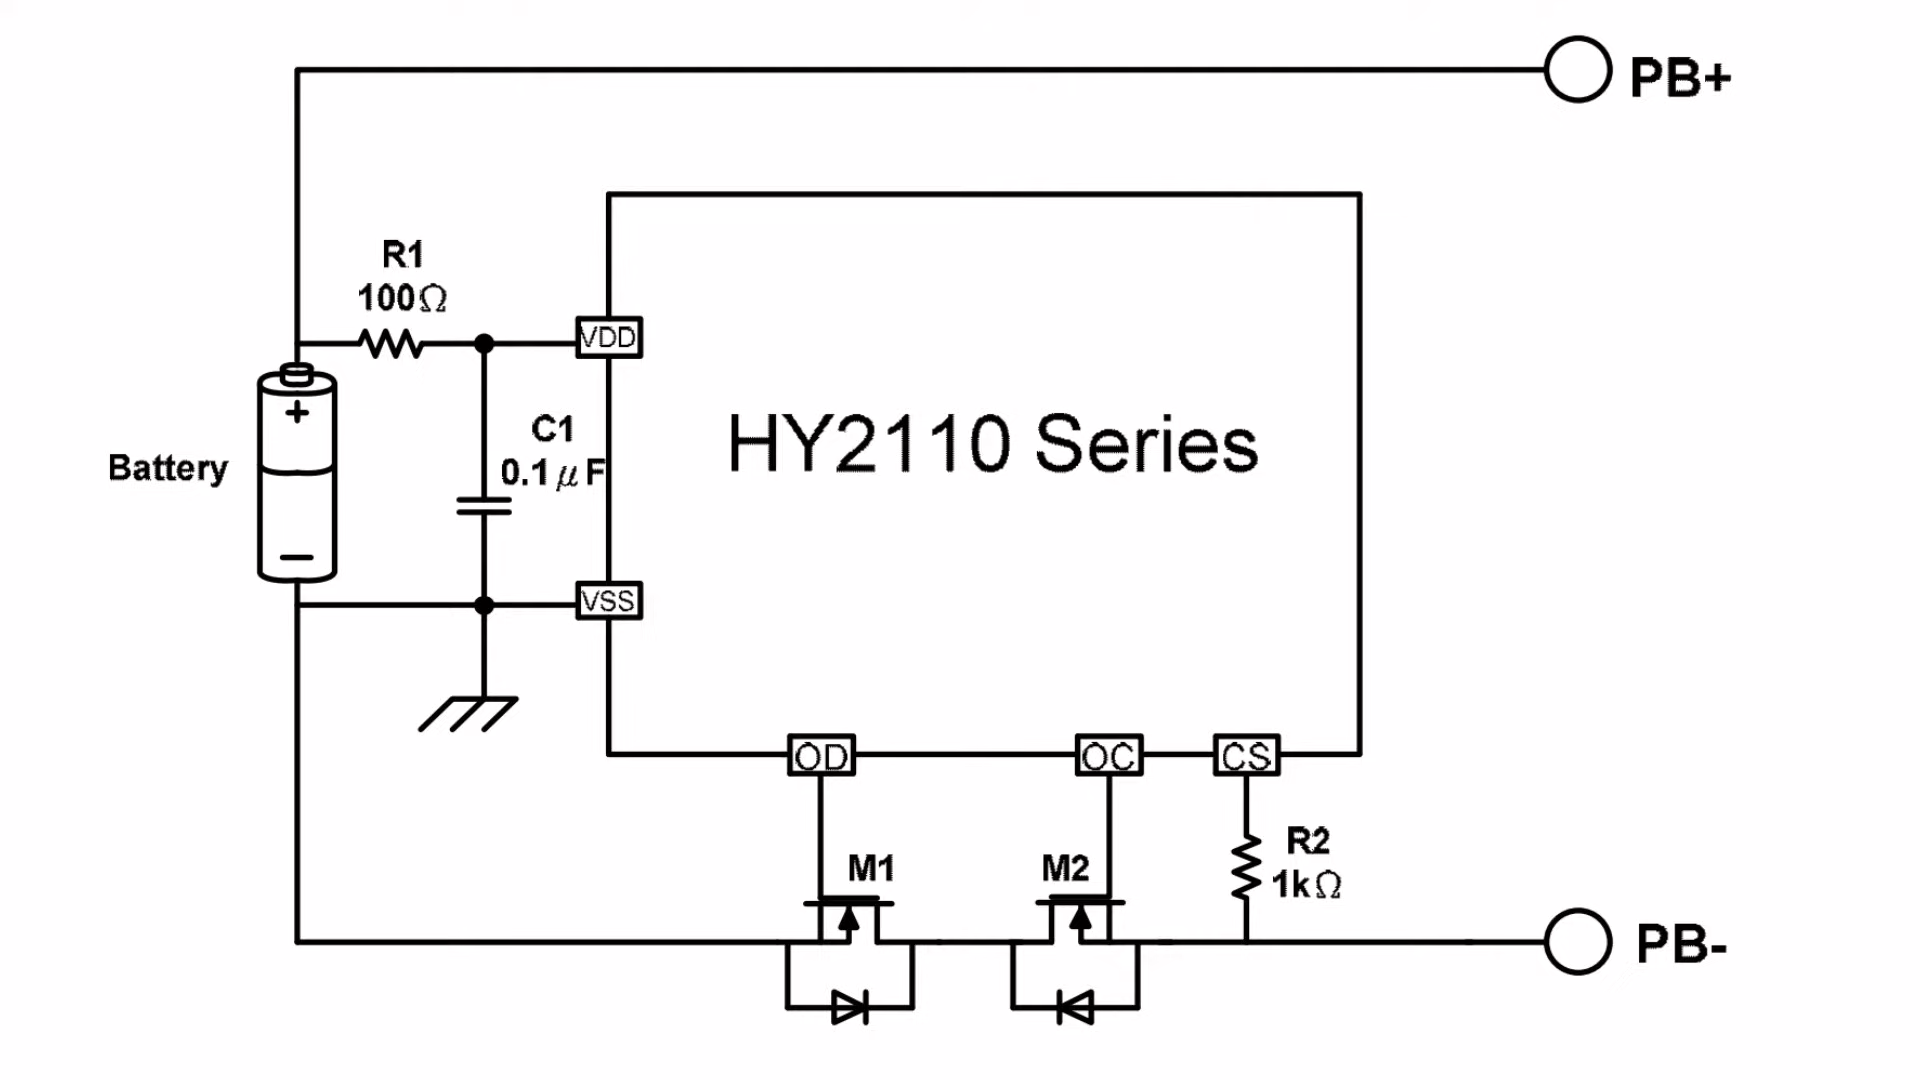 PB+
R1
100Ω
VDD
+
C1
0.1μF
HY2110 Series
Battery
VSS
OD
OC
CS
M1
M2
R2
1kΩ
PB-